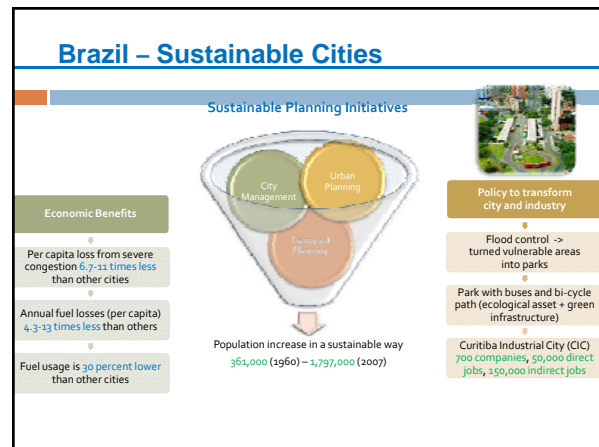 Brazil – Sustainable Cities
Sustainable Planning Initiatives
City
Management
Urban
Planning
Transport
Planning
Population increase in a sustainable way
361,000 (1960) – 1,797,000 (2007)
Economic Benefits
Per capita loss from severe
congestion 6.7-11 times less
than other cities
Annual fuel losses (per capita)
4.3-13 times less than others
Fuel usage is 30 percent lower
than other cities
Policy to transform
city and industry
Flood control ->
turned vulnerable areas
into parks
Park with buses and bi-cycle
path (ecological asset + green
infrastructure)
Curitiba Industrial City (CIC)
700 companies, 50,000 direct
jobs, 150,000 indirect jobs